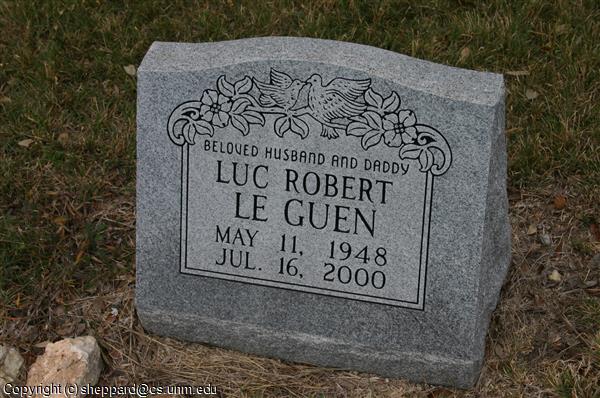 BELOVED HUSBAND AND DADDY
LUC ROBERT
LE GUEN
MAY 11, 1948
JUL. 16, 2000
Copyright (c) sheppard@cs.unm.edu